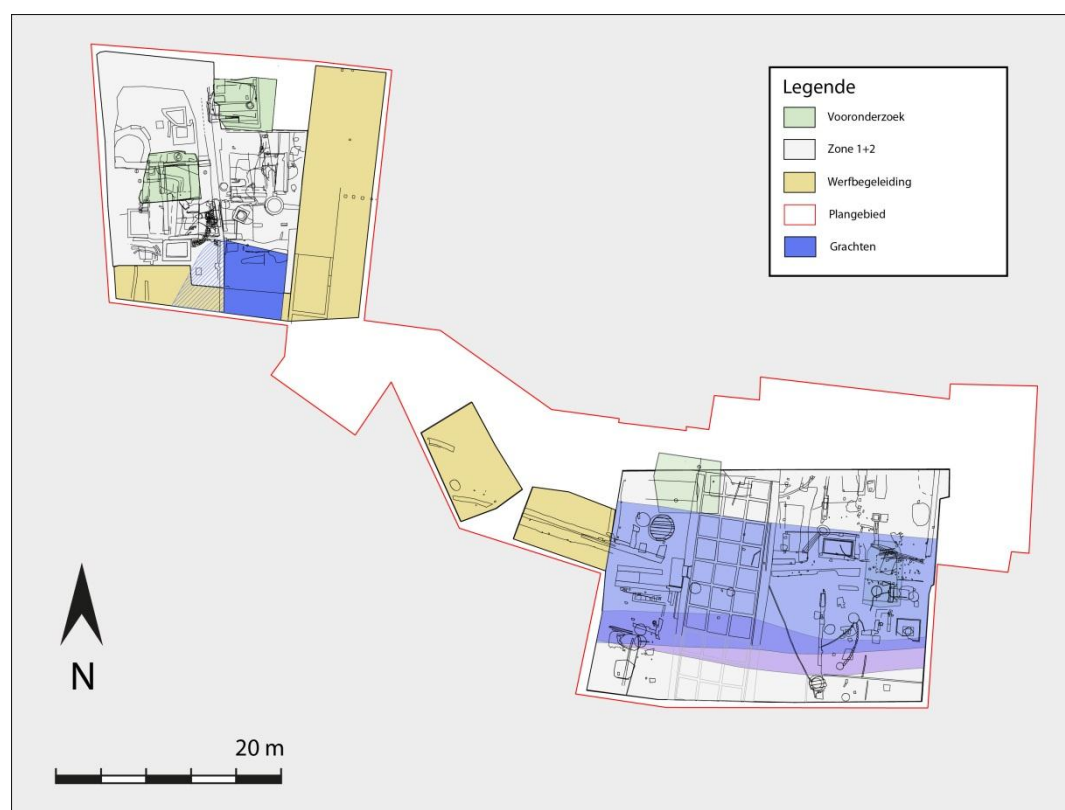 Legende
Vooronderzoek
Zone 1+2
Werfbegeleiding
Plangebied
Grachten
N
20 m